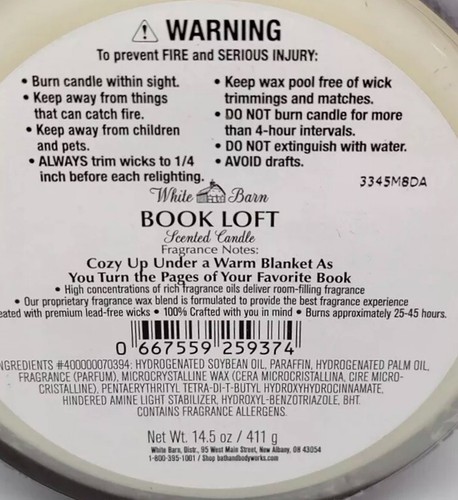 WARNING
To prevent FIRE and SERIOUS INJURY:
• Burn candle within sight.
• Keep away from things
that can catch fire.
• Keep away from children
and pets.
• ALWAYS trim wicks to 1/4
inch before each relighting.
• Keep wax pool free of wick
trimmings and matches.
• DO NOT burn candle for more
than 4-hour intervals.
• DO NOT extinguish with water.
• AVOID drafts.
3345M8DA
White Barn
BOOK LOFT
Scented Candle
Fragrance Notes:
Cozy Up Under a Warm Blanket As
You Turn the Pages of Your Favorite Book
• High concentrations of rich fragrance oils deliver room-filling fragrance
• Our proprietary fragrance wax blend is formulated to provide the best fragrance experience
eated with premium lead-free wicks • 100% Crafted with you in mind • Burns approximately 25-45 hours.
0 667559 259374
NGREDIENTS #400000070394: HYDROGENATED SOYBEAN OIL, PARAFFIN, HYDROGENATED PALM OIL,
FRAGRANCE (PARFUM), MICROCRYSTALLINE WAX (CERA MICROCRISTALLINA, CIRE MICRO-
CRISTALLINE), PENTAERYTHRITYL TETRA-DI-T-BUTYL HYDROXYHYDROCINNAMATE,
HINDERED AMINE LIGHT STABILIZER, HYDROXYL-BENZOTRIAZOLE, BHT.
CONTAINS FRAGRANCE ALLERGENS.
Net Wt. 14.5 oz / 411 g
White Barn, Distr., 95 West Main Street, New Albany, OH 43054
1-800-395-1001 / Shop bathandbodyworks.com